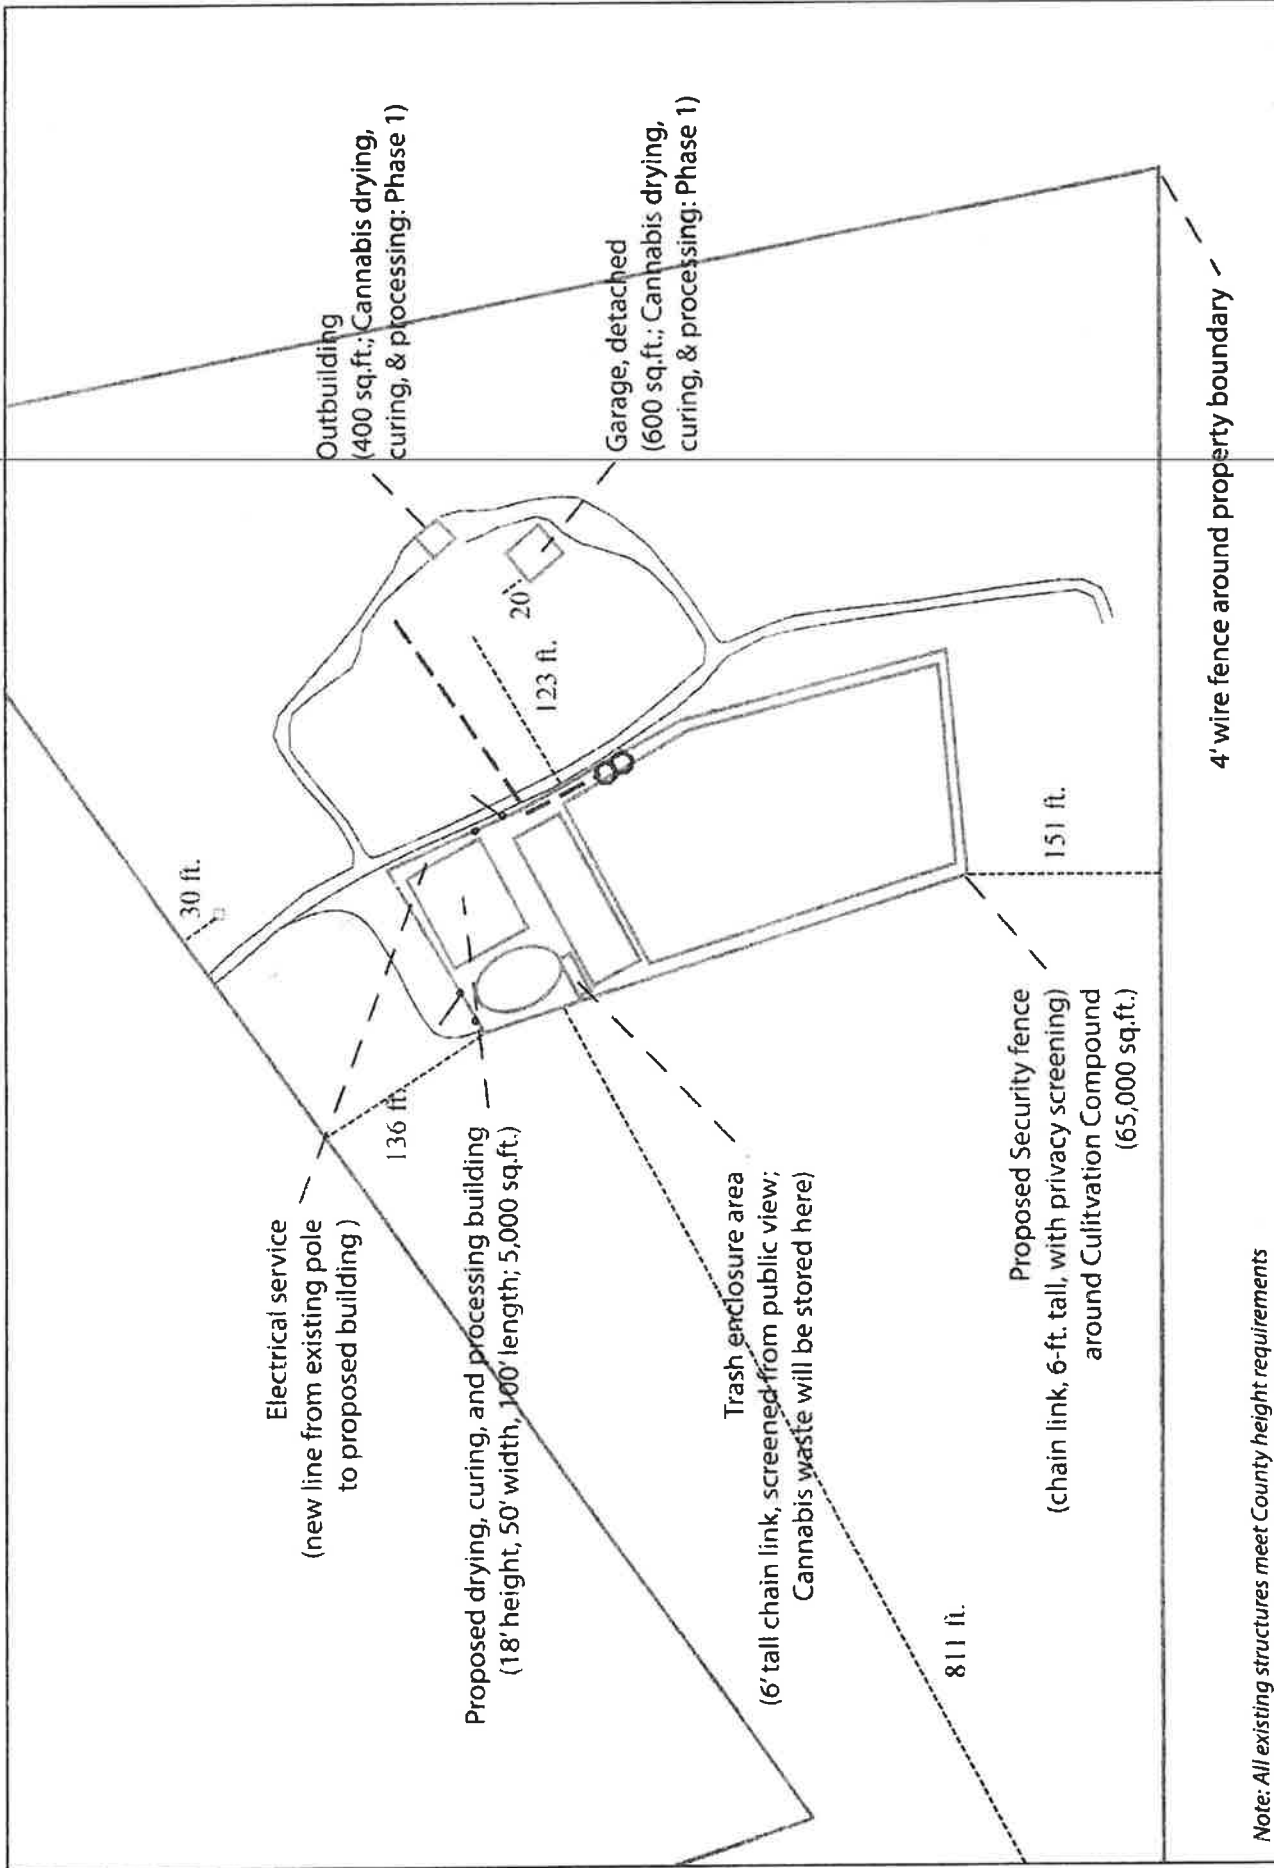 Electrical service
(new line from existing pole
to proposed building )
Proposed drying, curing, and processing building
(18' height, 50' width, 100' length; 5,000 sq.ft.)
Trash enclosure area
(6' tall chain link, screened from public view;
Cannabis waste will be stored here)
Proposed Security fence
(chain link, 6-ft. tall, with privacy screening)
around Culitvation Compound
(65,000 sq.ft.)
Outbuilding
(400 sq.ft.; Cannabis drying,
curing, & processing: Phase 1)
Garage, detached
(600 sq.ft.; Cannabis drying,
curing, & processing: Phase 1)
30 ft.
136 ft.
20
123 ft.
151 ft.
811 ft.
4' wire fence around property boundary
Note: All existing structures meet County height requirements